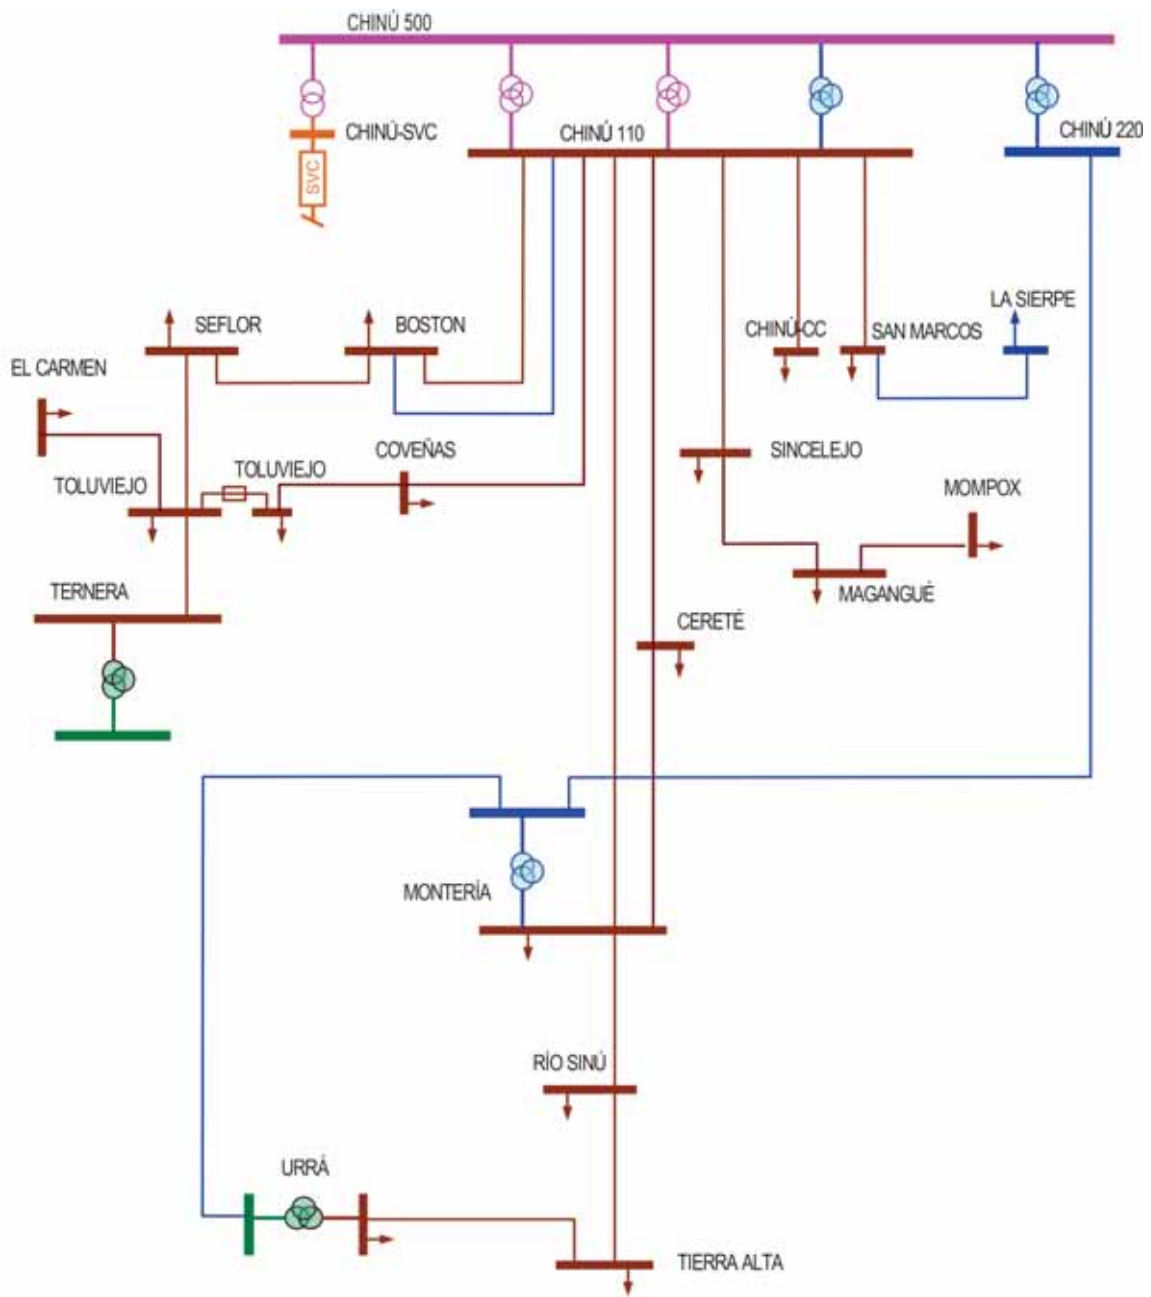 CHINÚ 500
CHINÚ-SVC
SVC
CHINÚ 110
CHINÚ 220
SEFLOR
BOSTON
CHINÚ-CC
SAN MARCOS
LA SIERPE
EL CARMEN
TOLUVIEJO
TOLUVIEJO
COVEÑAS
SINCELEJO
MOMPOX
TERNERA
MAGANGUÉ
CERETÉ
MONTERÍA
RÍO SINÚ
URRÁ
TIERRA ALTA